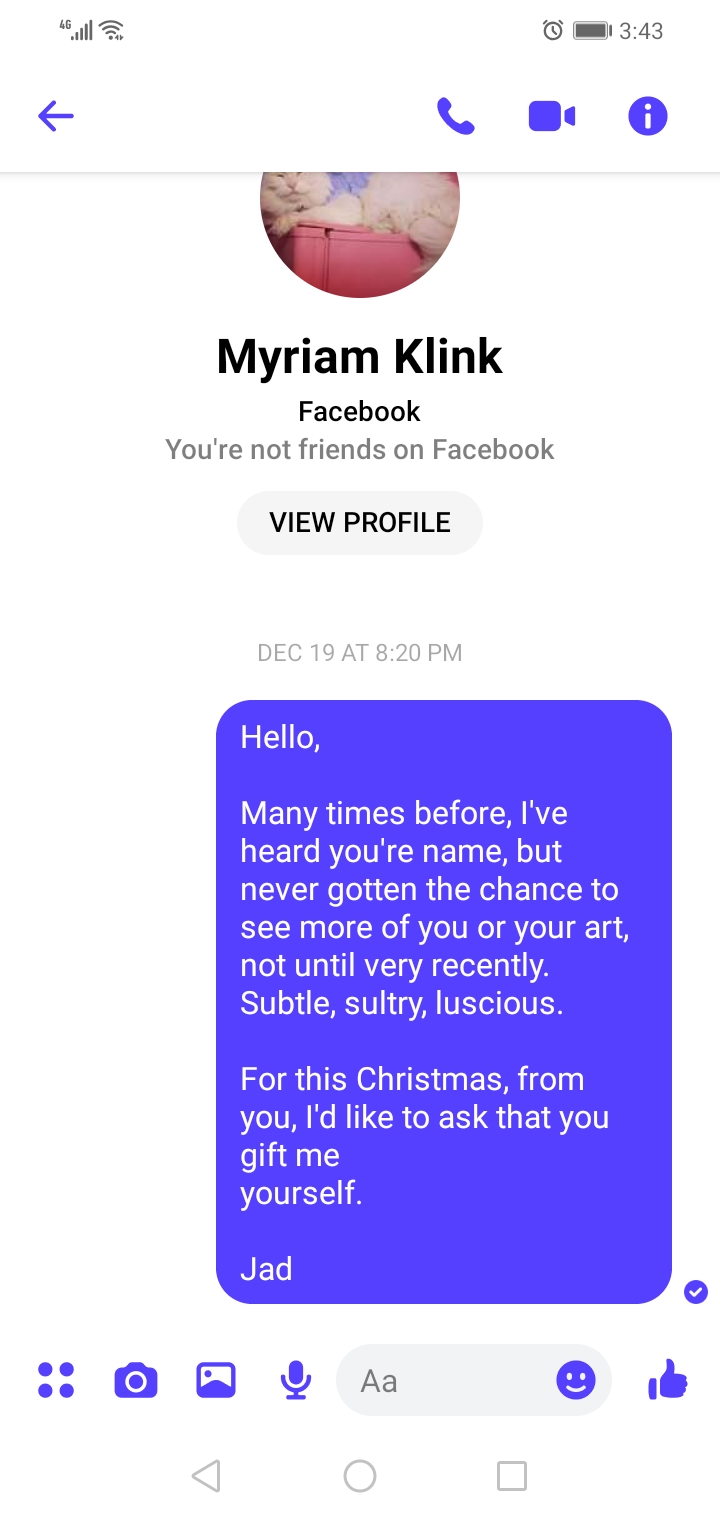 4G 3:43
Myriam Klink
Facebook
You're not friends on Facebook
VIEW PROFILE
DEC 19 AT 8:20 PM
Hello,
Many times before, I've
heard you're name, but
never gotten the chance to
see more of you or your art,
not until very recently.
Subtle, sultry, luscious.
For this Christmas, from
you, I'd like to ask that you
gift me
yourself.
Jad
Aa